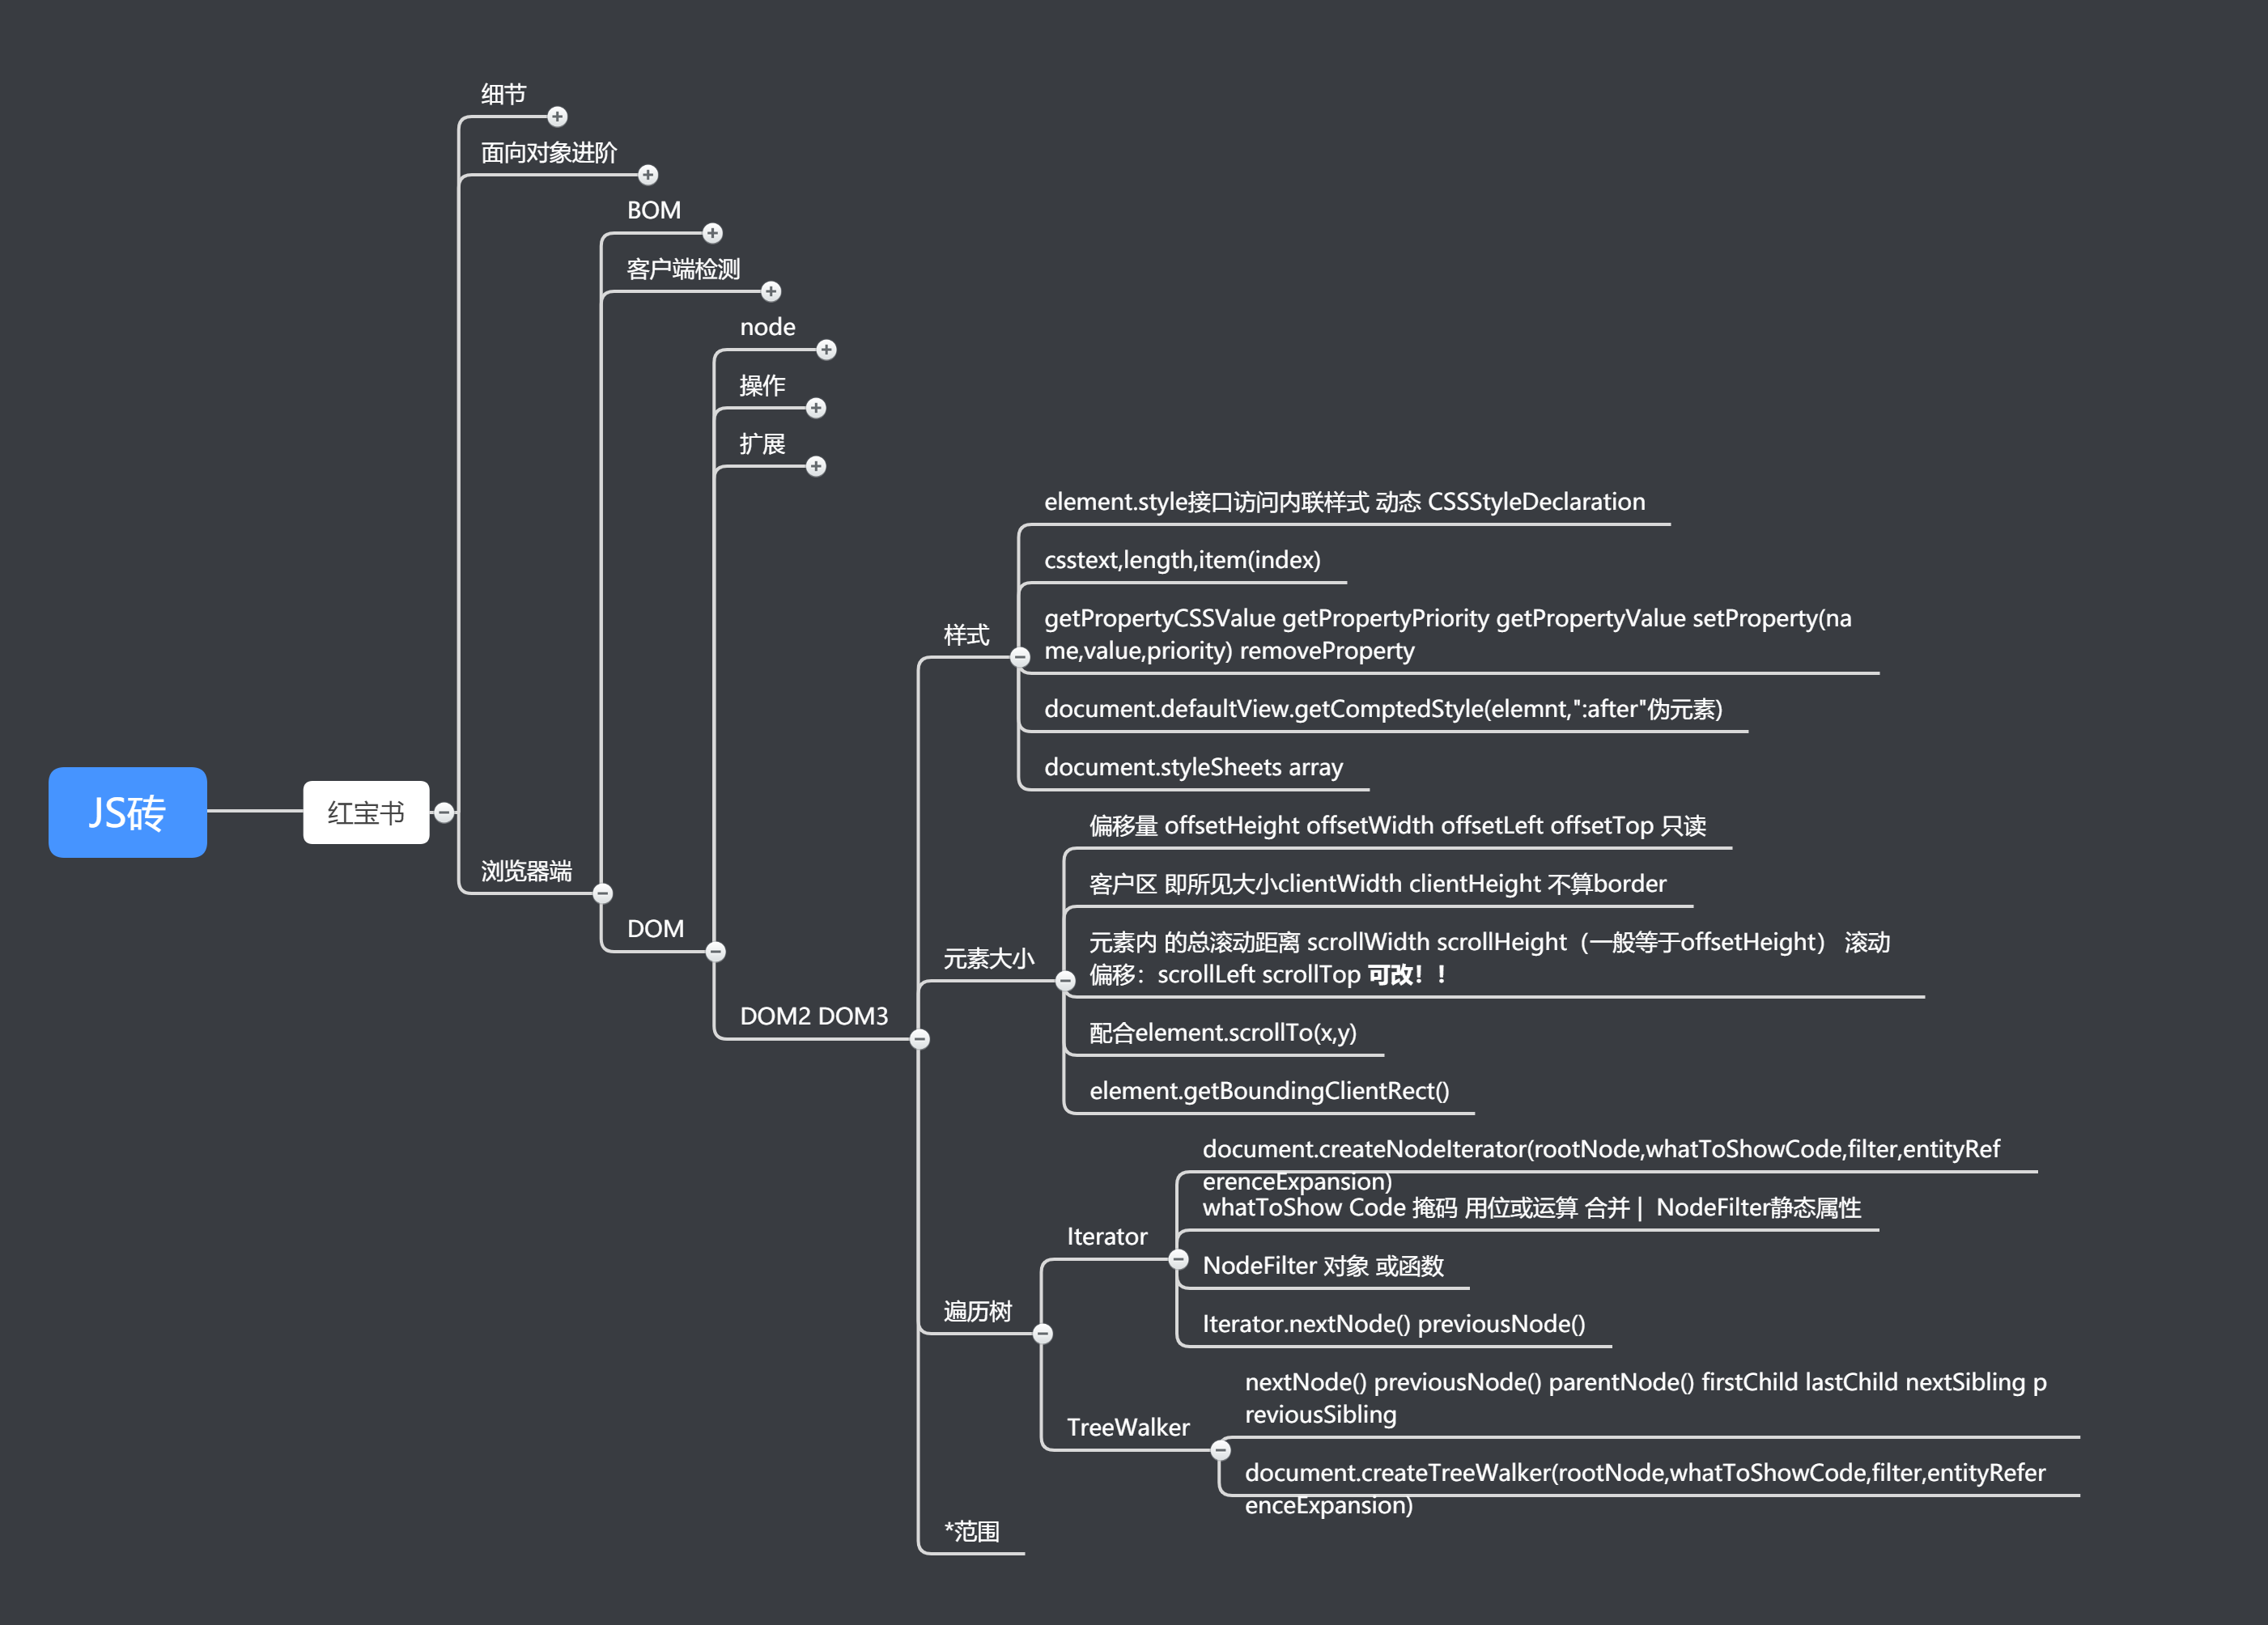 细节
面向对象进阶
BOM
客户端检测
node
操作
扩展
element.style接口访问内联样式 动态 CSSStyleDeclaration
csstext,length,item(index)
getPropertyCSSValue getPropertyPriority getPropertyValue setProperty(na
me,value,priority) removeProperty
样式
document.defaultView.getComptedStyle(elemnt,":after"伪元素)
document.styleSheets array
JS砖
红宝书
偏移量 offsetHeight offsetWidth offsetLeft offsetTop 只读
浏览器端
客户区 即所见大小clientWidth clientHeight 不算border
DOM
元素内 的总滚动距离 scrollWidth scrollHeight（一般等于offsetHeight） 滚动
偏移：scrollLeft scrollTop 可改！！
元素大小
DOM2 DOM3
配合element.scrollTo(x,y)
element.getBoundingClientRect()
document.createNodeIterator(rootNode,whatToShowCode,filter,entityRef
erenceExpansion)
whatToShow Code 掩码 用位或运算 合并 | NodeFilter静态属性
Iterator
NodeFilter 对象 或函数
遍历树
Iterator.nextNode() previousNode()
nextNode() previousNode() parentNode() firstChild lastChild nextSibling p
reviousSibling
TreeWalker
document.createTreeWalker(rootNode,whatToShowCode,filter,entityRefer
enceExpansion)
*范围